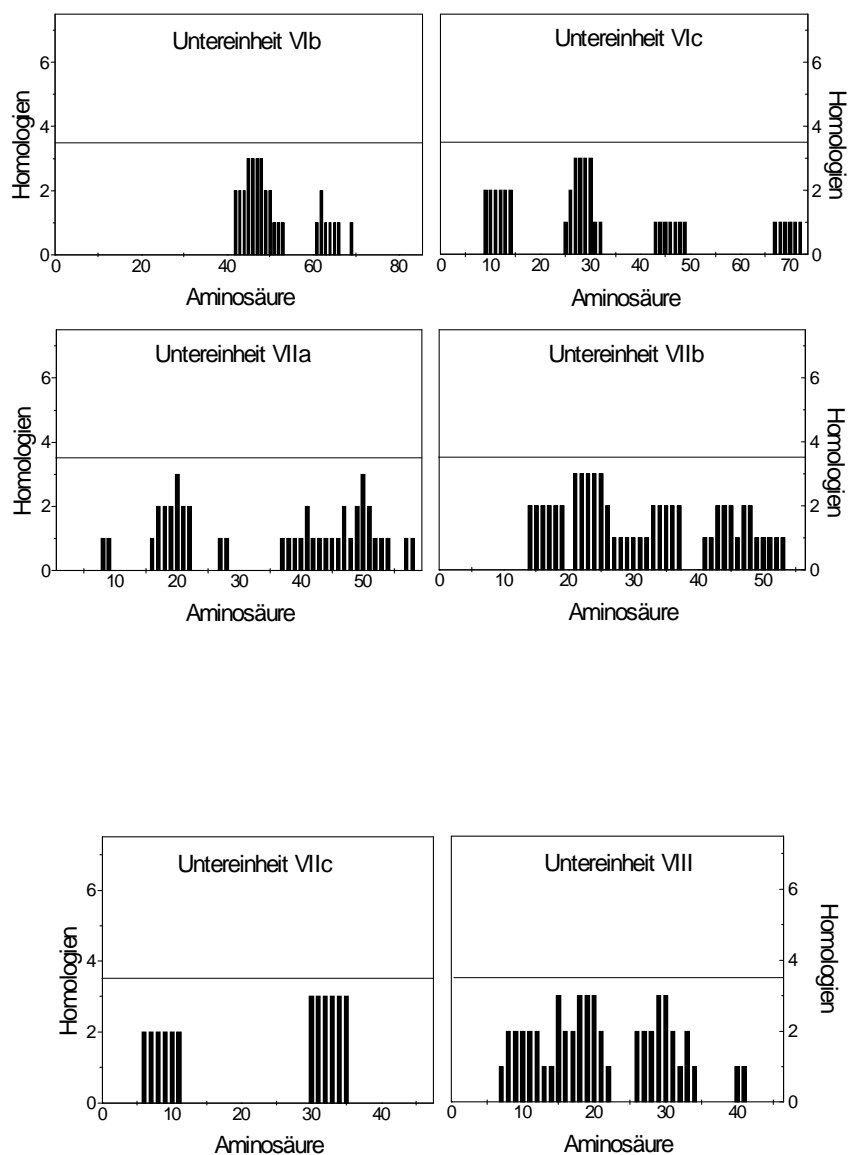 Untereinheit VIb
Homologien
6
4
2
0
0 20 40 60 80
Aminosäure
Untereinheit VIc
Homologien
6
4
2
0
0 10 20 30 40 50 60 70
Aminosäure
Untereinheit VIIa
Homologien
6
4
2
0
10 20 30 40 50
Aminosäure
Untereinheit VIIb
Homologien
6
4
2
0
0 10 20 30 40 50
Aminosäure
Untereinheit VIIc
Homologien
6
4
2
0
0 10 20 30 40
Aminosäure
Untereinheit VIII
Homologien
6
4
2
0
0 10 20 30 40
Aminosäure